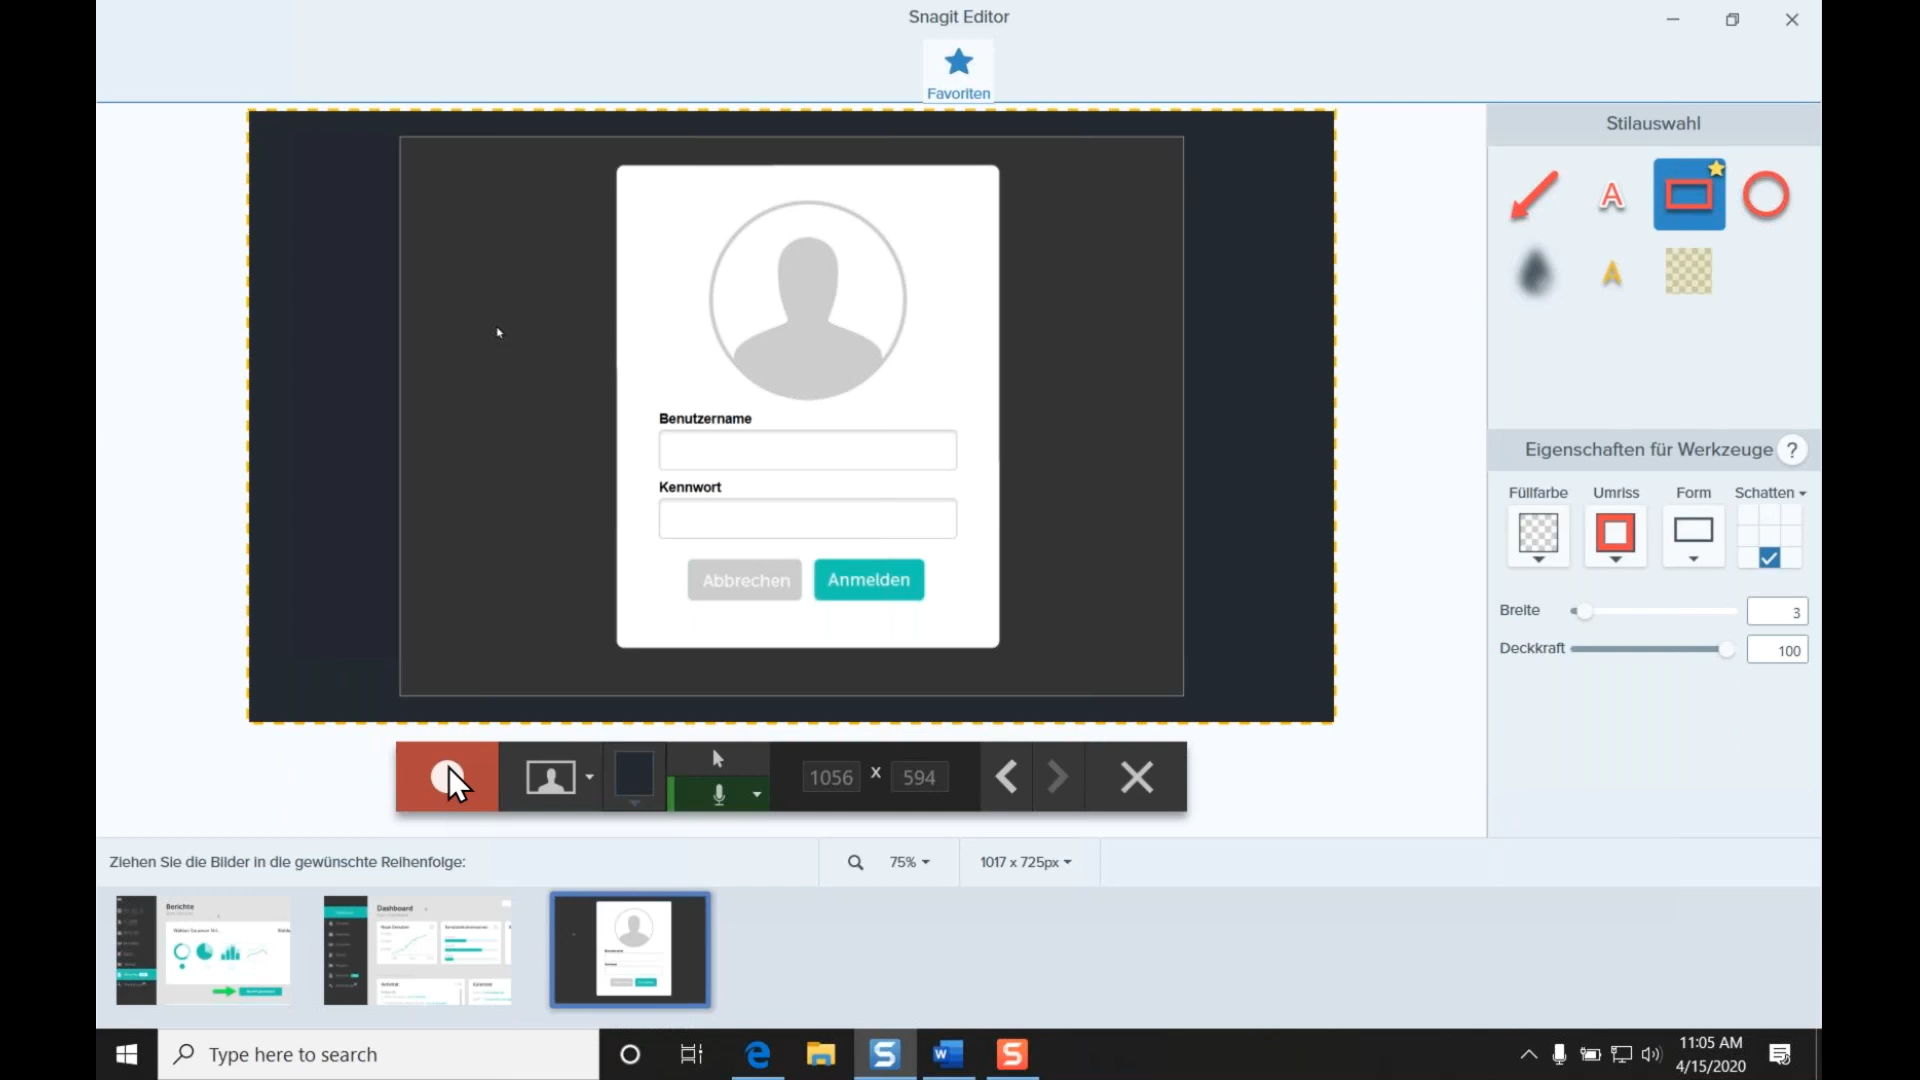 Snagit Editor
Favoriten
Stilauswahl
A
A
Benutzername
Kennwort
Abbrechen Anmelden
Eigenschaften für Werkzeuge ?
Füllfarbe Umriss Form Schatten
Breite 3
Deckkraft 100
1056 x 594
Ziehen Sie die Bilder in die gewünschte Reihenfolge:
75%
1017 x 725px
Berichte
Dashboard
Type here to search
11:05 AM
4/15/2020